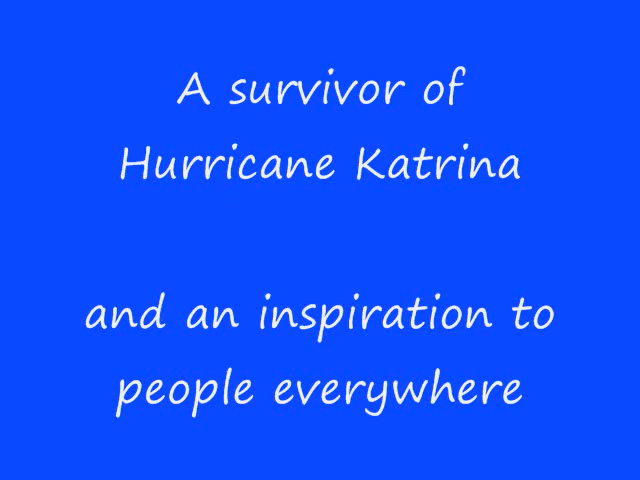 A survivor of
Hurricane Katrina
and an inspiration to
people everywhere